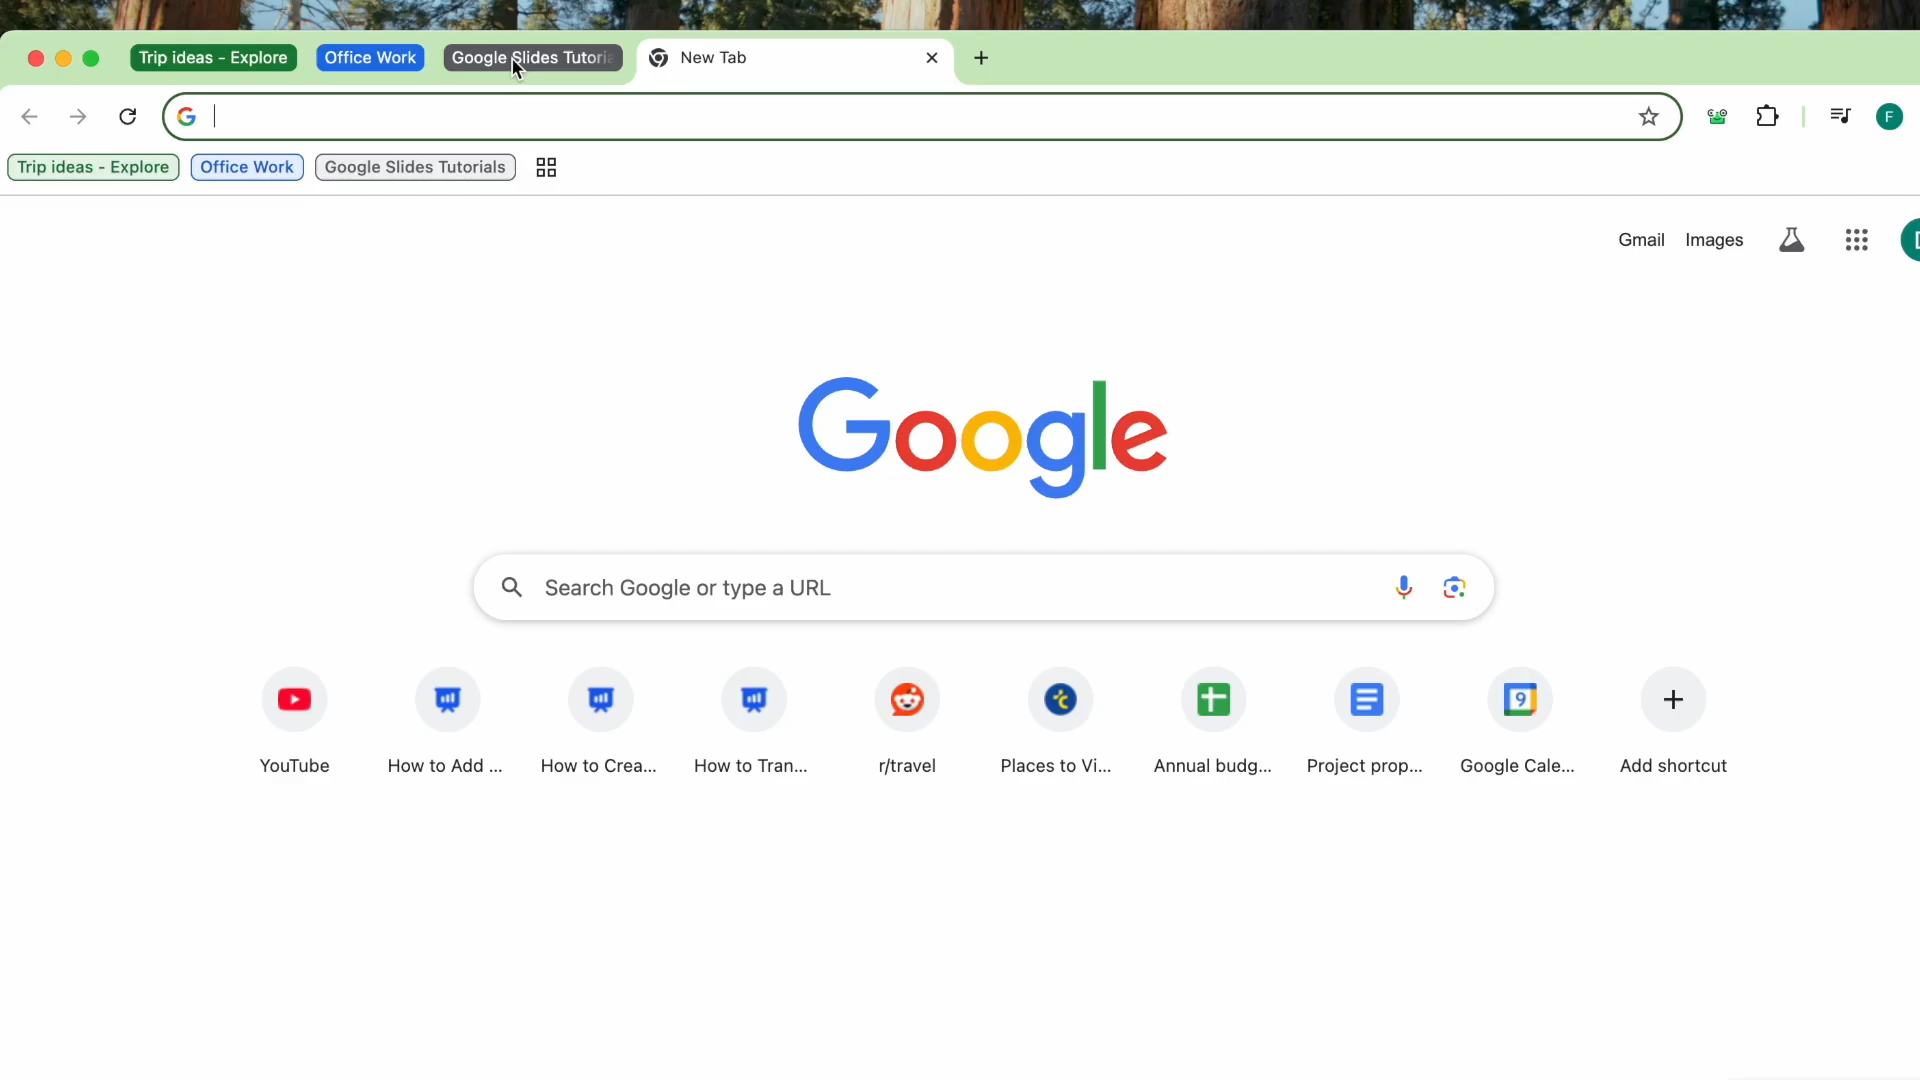 Trip ideas - Explore Office Work Google Slides Tutoria New Tab
F
Trip ideas - Explore Office Work Google Slides Tutorials
Gmail Images
Google
Search Google or type a URL
9
YouTube How to Add ... How to Crea... How to Tran... r/travel Places to Vi... Annual budg... Project prop... Google Cale... Add shortcut